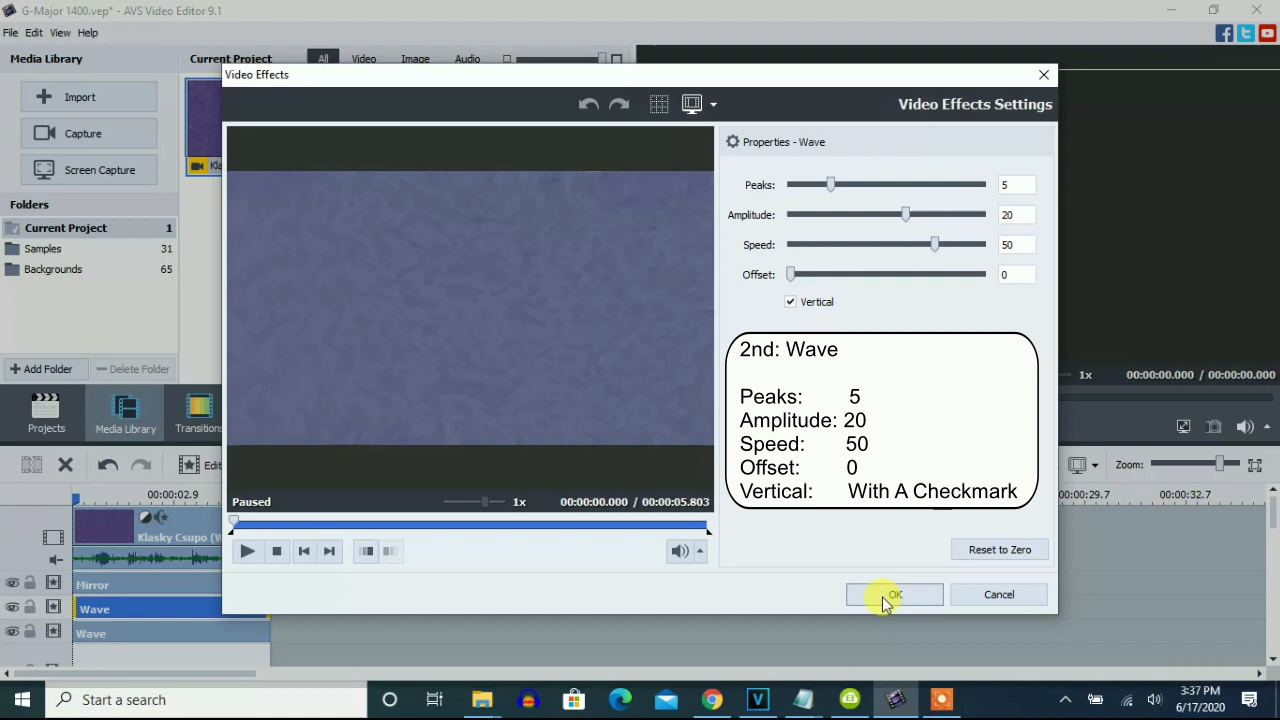 G-Major 1400.vep* - AVS Video Editor 9.1
File Edit View Help
Media Library
Current Project
All Video Image Audio
Video Effects
Import
Capture
Screen Capture
Video Effects Settings
Properties - Wave
Peaks: 5
Amplitude: 20
Speed: 50
Offset: 0
Vertical
Folders
Current Project 1
Samples 31
Backgrounds 65
2nd: Wave
Peaks: 5
Amplitude: 20
Speed: 50
Offset: 0
Vertical: With A Checkmark
Add Folder
Delete Folder
1x 00:00:00.000 / 00:00:00.000
Projects
Media Library
Transitions
Paused
1x
00:00:00.000 / 00:00:05.803
Edit
Zoom:
00:00:02.9
00:00:29.7
00:00:32.7
Klasky Csupo (W
Reset to Zero
Mirror
Wave
Wave
OK
Cancel
Start a search
3:37 PM
6/17/2020